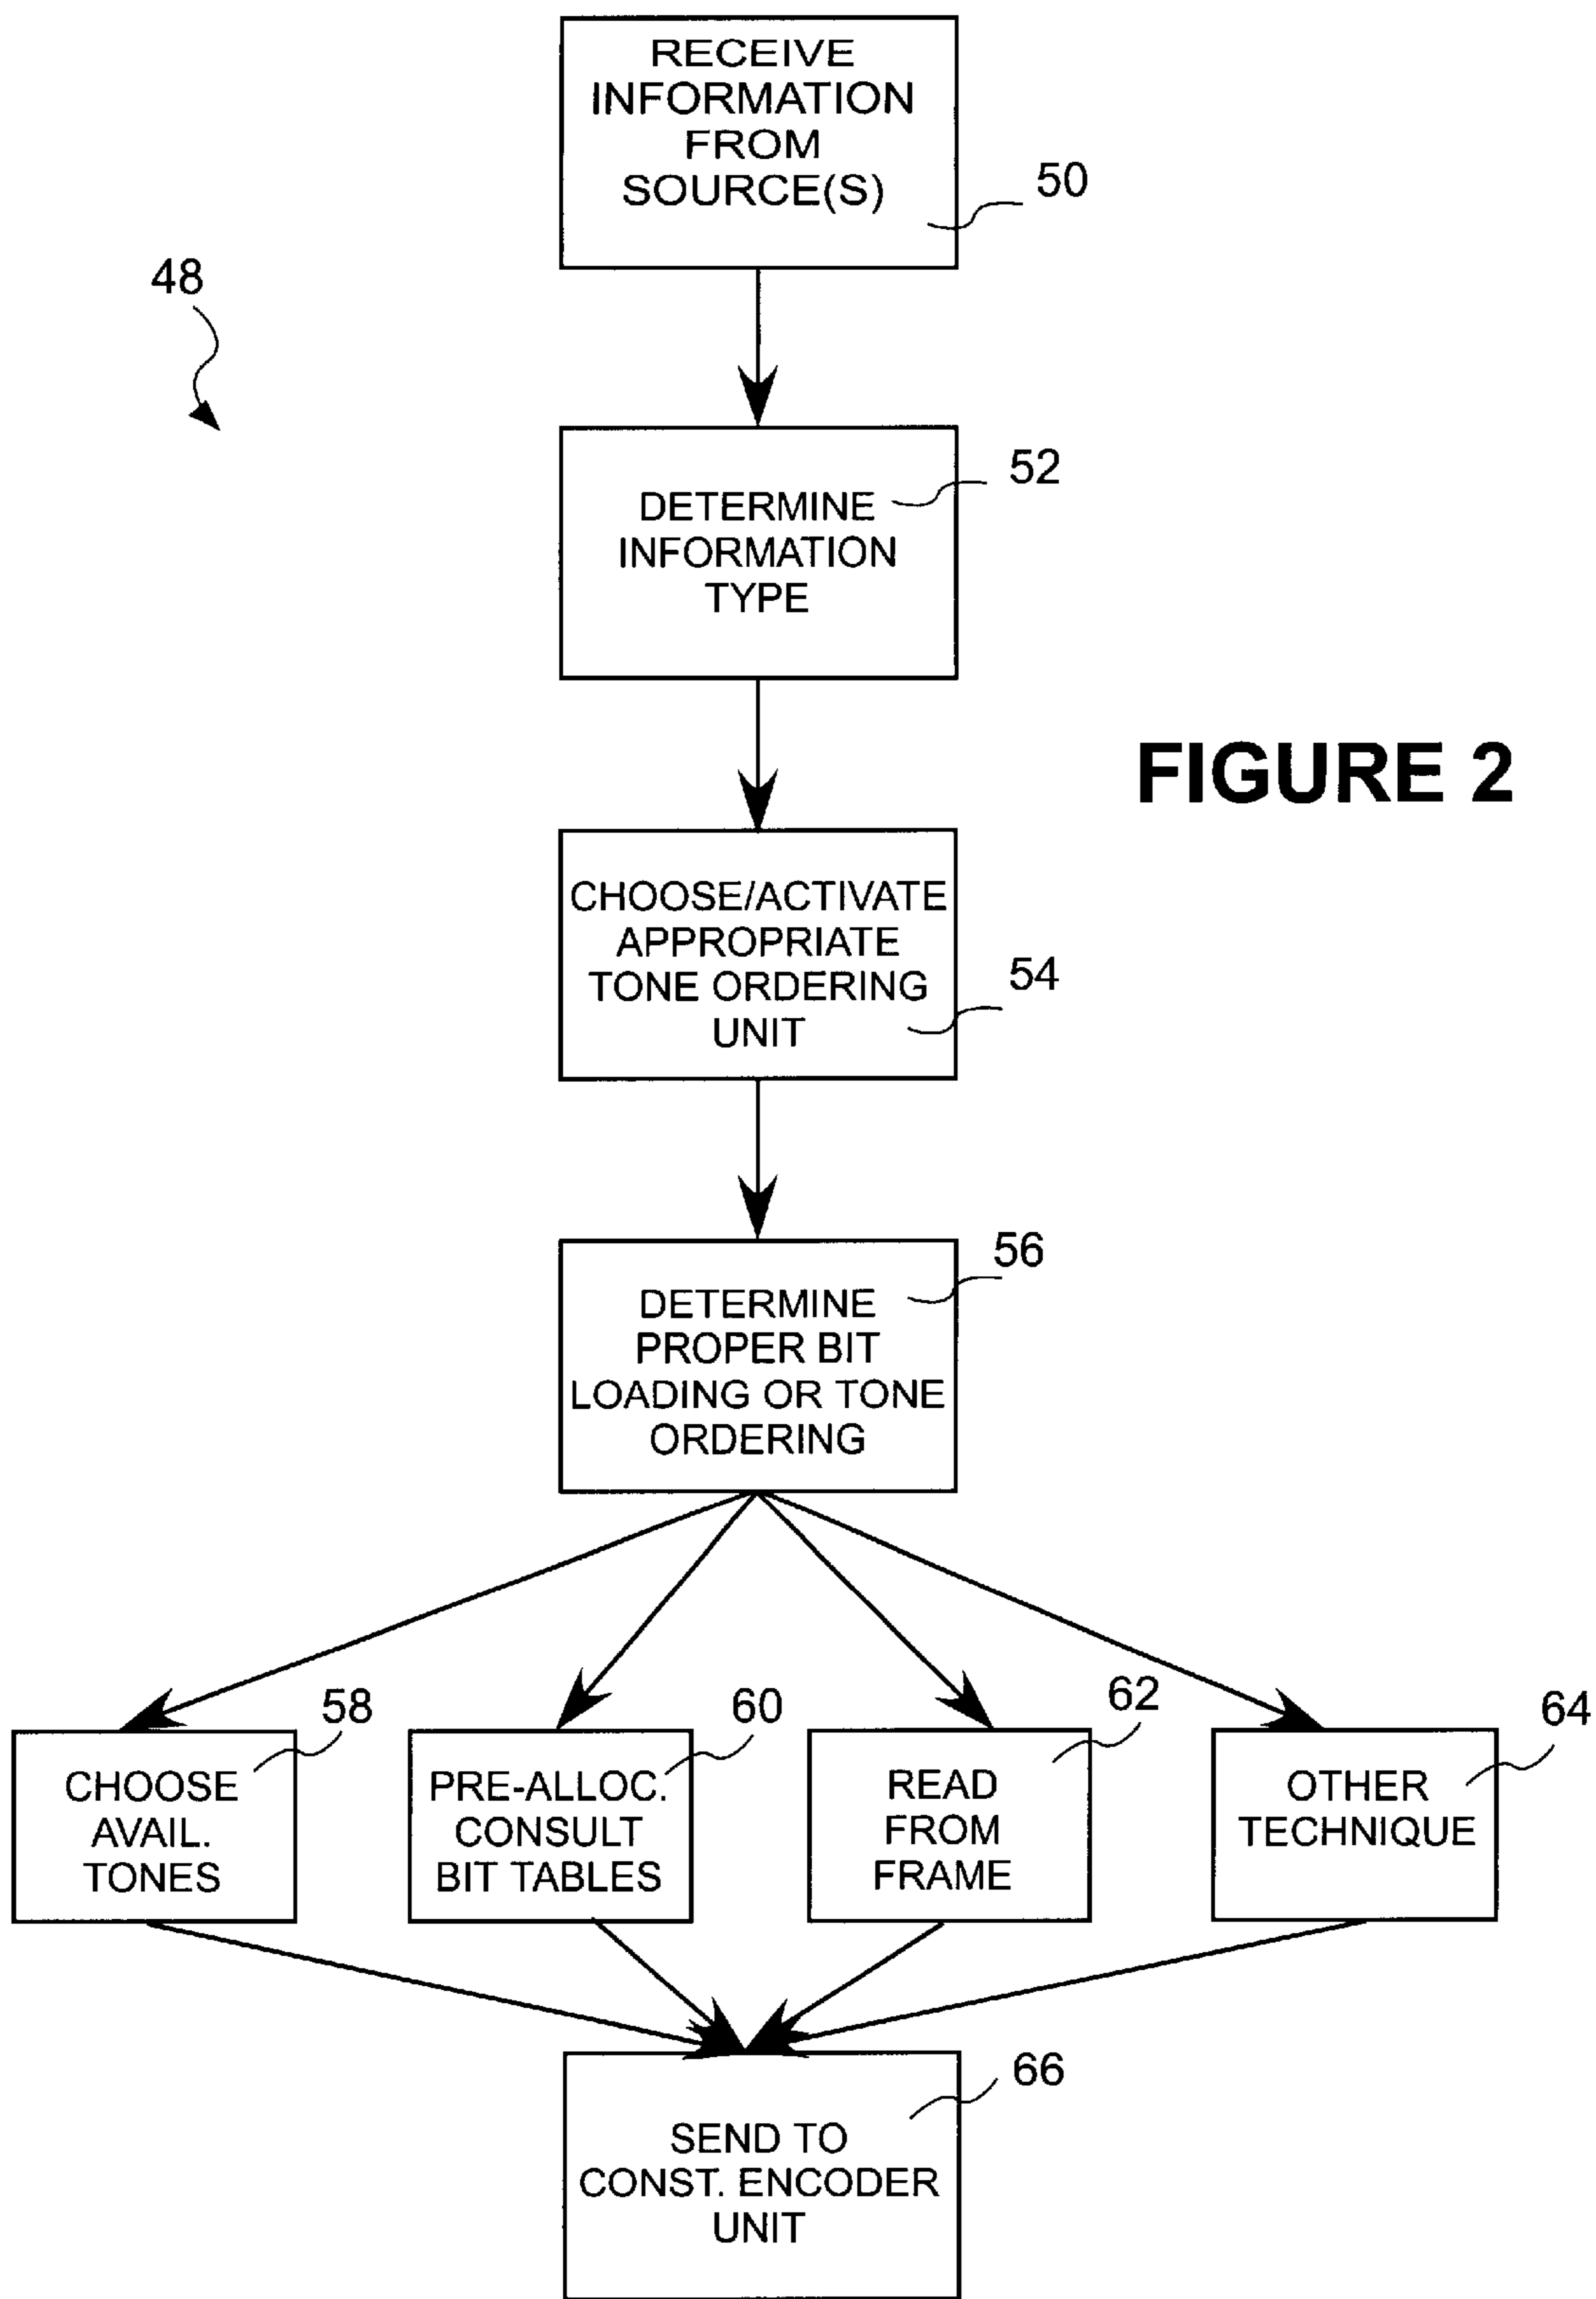 RECEIVE
INFORMATION
FROM
SOURCE(S)
50
48
52
DETERMINE
INFORMATION
TYPE
FIGURE 2
CHOOSE/ACTIVATE
APPROPRIATE
TONE ORDERING
UNIT
54
56
DETERMINE
PROPER BIT
LOADING OR TONE
ORDERING
58
CHOOSE
AVAIL.
TONES
60
PRE-ALLOC.
CONSULT
BIT TABLES
62
READ
FROM
FRAME
64
OTHER
TECHNIQUE
66
SEND TO
CONST. ENCODER
UNIT